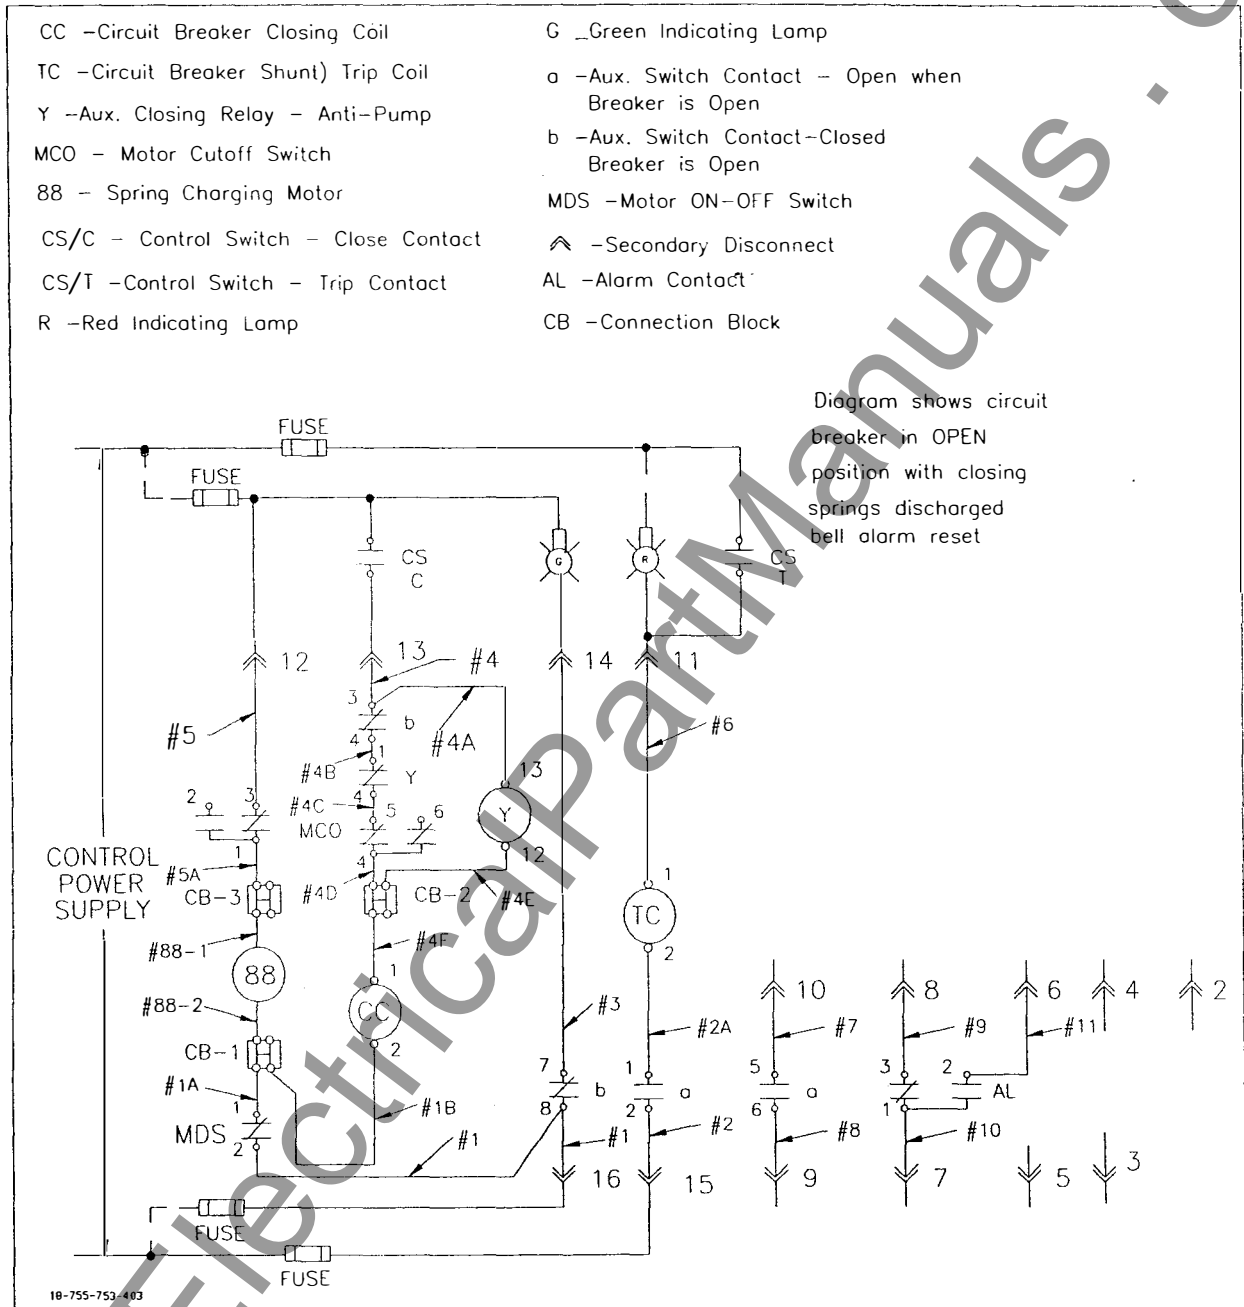 CC -Circuit Breaker Closing Coil
TC -Circuit Breaker Shunt) Trip Coil
Y -Aux. Closing Relay - Anti-Pump
MCO - Motor Cutoff Switch
88 - Spring Charging Motor
CS/C - Control Switch - Close Contact
CS/T -Control Switch - Trip Contact
R -Red Indicating Lamp
G -Green Indicating Lamp
a -Aux. Switch Contact - Open when
Breaker is Open
b -Aux. Switch Contact-Closed
Breaker is Open
MDS -Motor ON-OFF Switch
-Secondary Disconnect
AL -Alarm Contact
CB -Connection Block
Diagram shows circuit
breaker in OPEN
position with closing
springs discharged
bell alarm reset
FUSE
FUSE
CS
C
G
R
CS
T
12
13
#4
14
11
3
b
#5
4
#4A
#6
#4B
1
Y
13
2
3
#4C
4
5
6
MCO
Y
1
4
12
CONTROL
POWER
SUPPLY
#5A
CB-3
#4D
CB-2
#4E
1
TC
2
#88-1
#4F
88
1
CC
2
#88-2
CB-1
#3
#2A
10
8
6
4
2
#7
#9
#11
#1A
1
MDS
2
#1B
#1
7
b
8
1
a
2
5
a
6
3
1
2
AL
#1
#2
#8
#10
16
15
9
7
5
3
FUSE
FUSE
18-755-753-403
ElectricalPartManuals . c